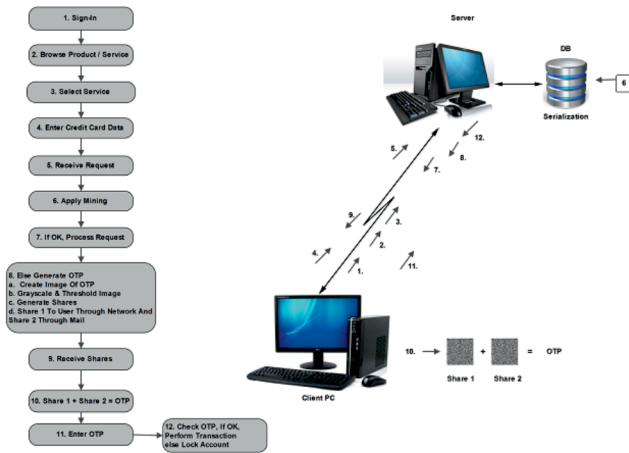 1. Sign-In
2. Browse Product / Service
3. Select Service
4. Enter Credit Card Data
5. Receive Request
6. Apply Mining
7. If OK, Process Request
8. Else Generate OTP
a. Create Image Of OTP
b. Grayscale & Threshold Image
c. Generate Shares
d. Share 1 To User Through Network And
Share 2 Through Mail
9. Receive Shares
10. Share 1 + Share 2 = OTP
11. Enter OTP
12. Check OTP, If OK,
Perform Transaction
else Lock Account
Server
DB
6
Serialization
12.
5.
8.
7.
9.
3.
2.
4.
1.
11.
Client PC
10.
+
=
OTP
Share 1
Share 2